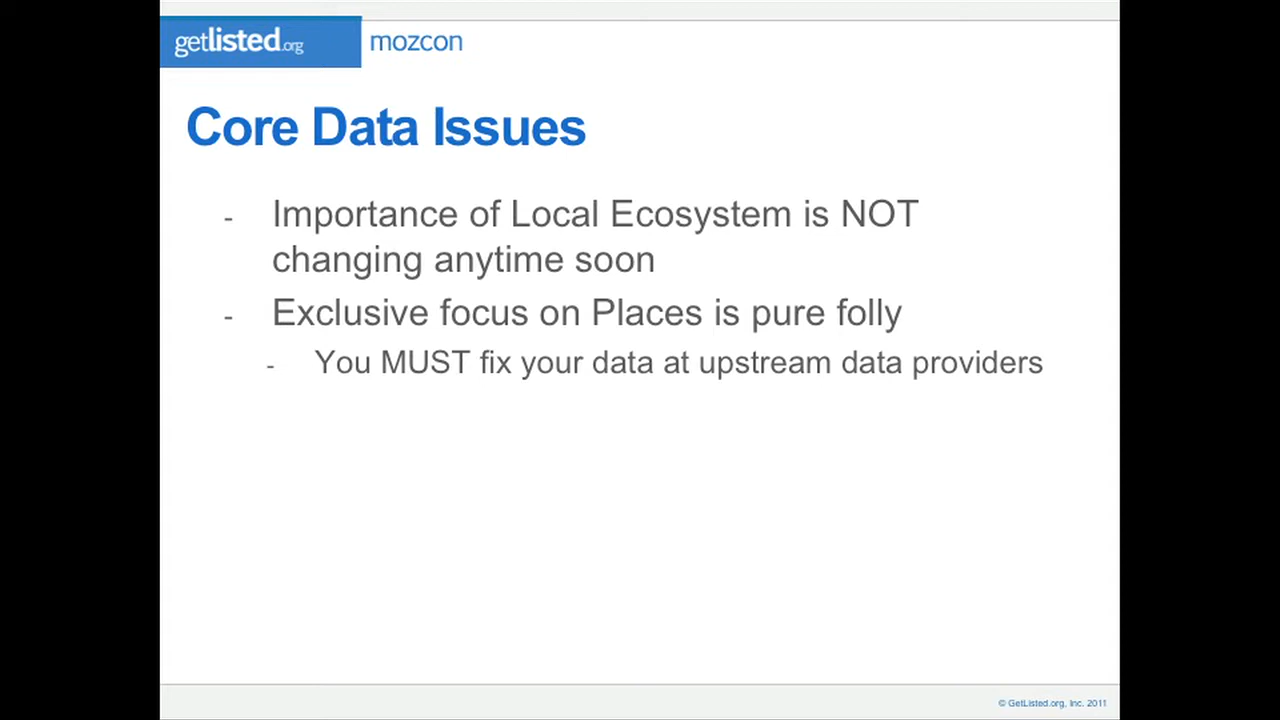 getlisted.org mozcon
Core Data Issues
- Importance of Local Ecosystem is NOT
changing anytime soon
- Exclusive focus on Places is pure folly
- You MUST fix your data at upstream data providers
© GetListed.org, Inc. 2011